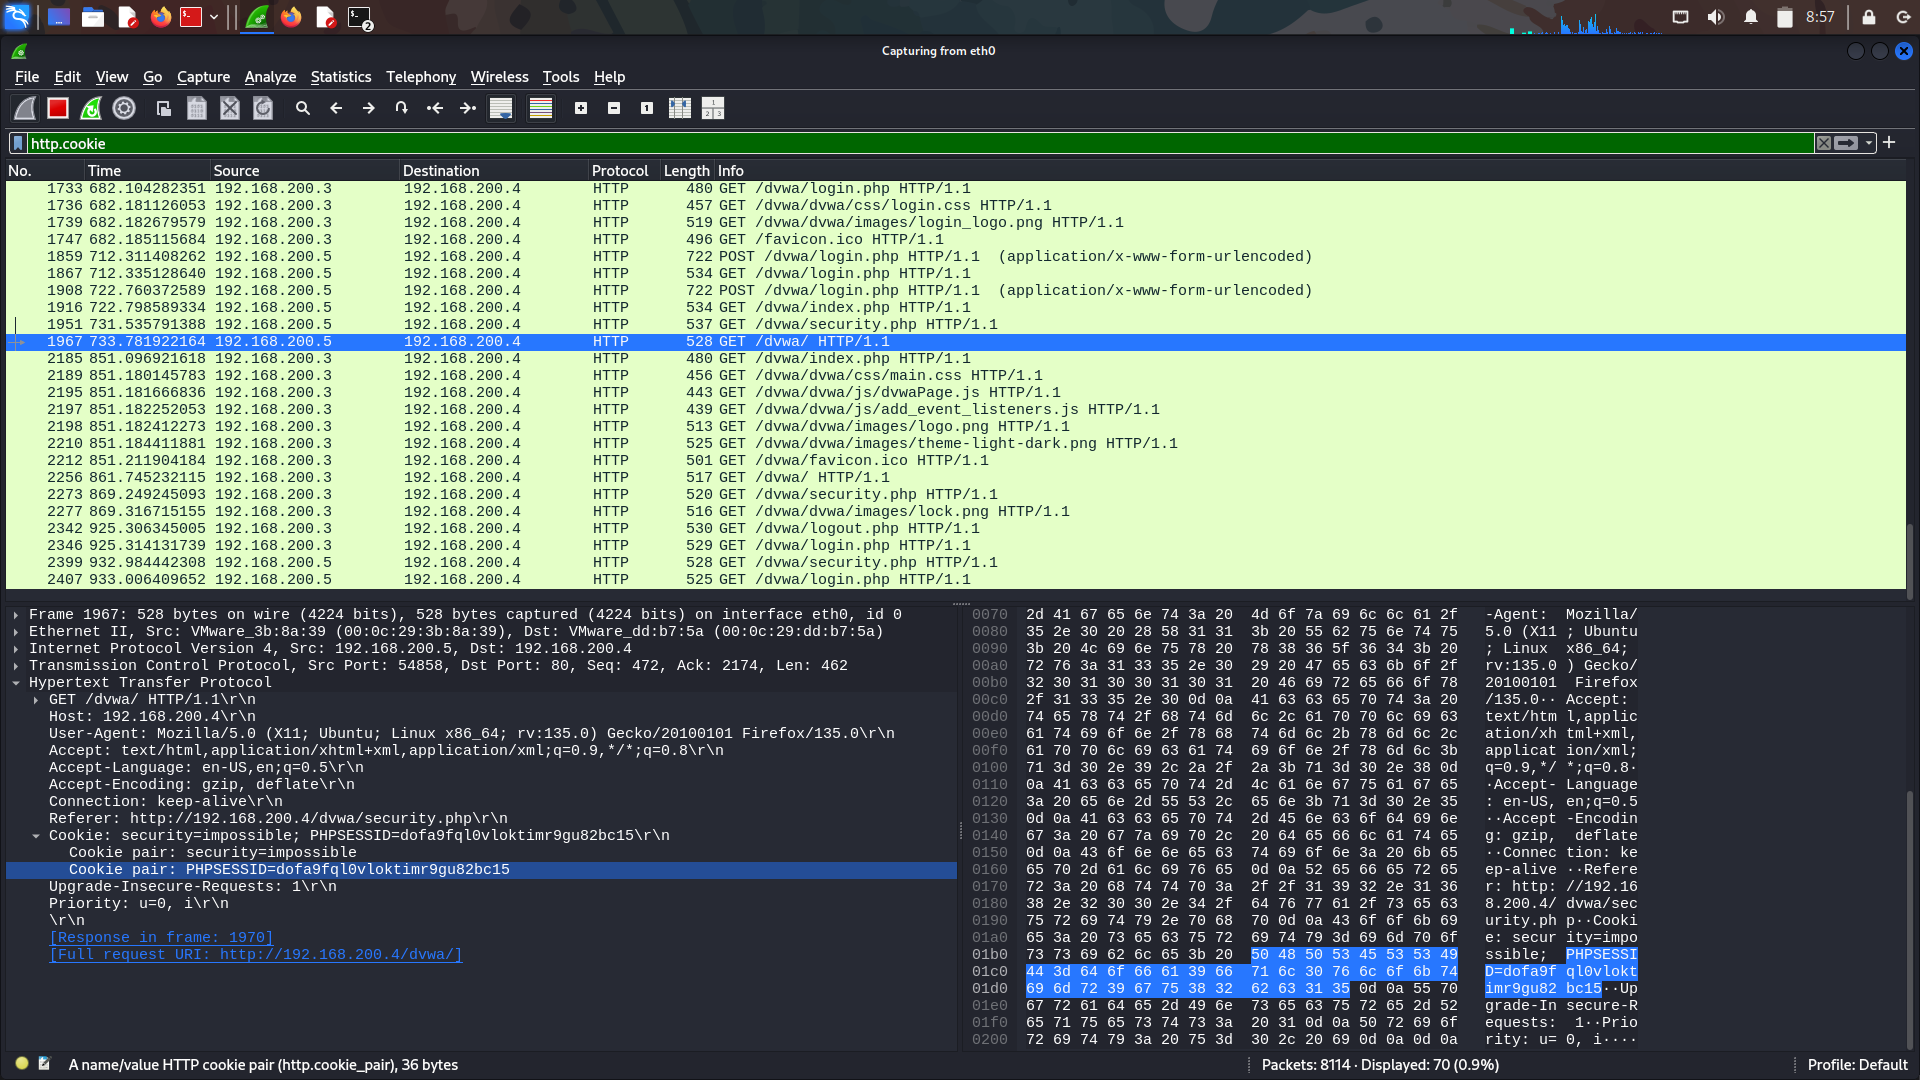 2
8:57
Capturing from eth0
File Edit View Go Capture Analyze Statistics Telephony Wireless Tools Help
http.cookie
No. Time Source Destination Protocol Length Info
1733 682.104282351 192.168.200.3 192.168.200.4 HTTP 480 GET /dvwa/login.php HTTP/1.1
1736 682.181126053 192.168.200.3 192.168.200.4 HTTP 457 GET /dvwa/dvwa/css/login.css HTTP/1.1
1739 682.182679579 192.168.200.3 192.168.200.4 HTTP 519 GET /dvwa/dvwa/images/login_logo.png HTTP/1.1
1747 682.185115684 192.168.200.3 192.168.200.4 HTTP 496 GET /favicon.ico HTTP/1.1
1859 712.311408262 192.168.200.5 192.168.200.4 HTTP 722 POST /dvwa/login.php HTTP/1.1 (application/x-www-form-urlencoded)
1867 712.335128640 192.168.200.5 192.168.200.4 HTTP 534 GET /dvwa/login.php HTTP/1.1
1908 722.760372589 192.168.200.5 192.168.200.4 HTTP 722 POST /dvwa/login.php HTTP/1.1 (application/x-www-form-urlencoded)
1916 722.798589334 192.168.200.5 192.168.200.4 HTTP 534 GET /dvwa/index.php HTTP/1.1
1951 731.535791388 192.168.200.5 192.168.200.4 HTTP 537 GET /dvwa/security.php HTTP/1.1
1967 733.781922164 192.168.200.5 192.168.200.4 HTTP 528 GET /dvwa/ HTTP/1.1
2185 851.096921618 192.168.200.3 192.168.200.4 HTTP 480 GET /dvwa/index.php HTTP/1.1
2189 851.180145783 192.168.200.3 192.168.200.4 HTTP 456 GET /dvwa/dvwa/css/main.css HTTP/1.1
2195 851.181666836 192.168.200.3 192.168.200.4 HTTP 443 GET /dvwa/dvwa/js/dvwaPage.js HTTP/1.1
2197 851.182252053 192.168.200.3 192.168.200.4 HTTP 439 GET /dvwa/dvwa/js/add_event_listeners.js HTTP/1.1
2198 851.182412273 192.168.200.3 192.168.200.4 HTTP 513 GET /dvwa/dvwa/images/logo.png HTTP/1.1
2210 851.184411881 192.168.200.3 192.168.200.4 HTTP 525 GET /dvwa/dvwa/images/theme-light-dark.png HTTP/1.1
2212 851.211904184 192.168.200.3 192.168.200.4 HTTP 501 GET /dvwa/favicon.ico HTTP/1.1
2256 861.745232115 192.168.200.3 192.168.200.4 HTTP 517 GET /dvwa/ HTTP/1.1
2273 869.249245093 192.168.200.3 192.168.200.4 HTTP 520 GET /dvwa/security.php HTTP/1.1
2277 869.316715155 192.168.200.3 192.168.200.4 HTTP 516 GET /dvwa/dvwa/images/lock.png HTTP/1.1
2342 925.306345005 192.168.200.3 192.168.200.4 HTTP 530 GET /dvwa/logout.php HTTP/1.1
2346 925.314131739 192.168.200.3 192.168.200.4 HTTP 529 GET /dvwa/login.php HTTP/1.1
2399 932.984442308 192.168.200.5 192.168.200.4 HTTP 528 GET /dvwa/security.php HTTP/1.1
2407 933.006409652 192.168.200.5 192.168.200.4 HTTP 525 GET /dvwa/login.php HTTP/1.1
Frame 1967: 528 bytes on wire (4224 bits), 528 bytes captured (4224 bits) on interface eth0, id 0
Ethernet II, Src: VMware_3b:8a:39 (00:0c:29:3b:8a:39), Dst: VMware_dd:b7:5a (00:0c:29:dd:b7:5a)
Internet Protocol Version 4, Src: 192.168.200.5, Dst: 192.168.200.4
Transmission Control Protocol, Src Port: 54858, Dst Port: 80, Seq: 472, Ack: 2174, Len: 462
Hypertext Transfer Protocol
GET /dvwa/ HTTP/1.1\r\n
Host: 192.168.200.4\r\n
User-Agent: Mozilla/5.0 (X11; Ubuntu; Linux x86_64; rv:135.0) Gecko/20100101 Firefox/135.0\r\n
Accept: text/html,application/xhtml+xml,application/xml;q=0.9,*/*;q=0.8\r\n
Accept-Language: en-US,en;q=0.5\r\n
Accept-Encoding: gzip, deflate\r\n
Connection: keep-alive\r\n
Referer: http://192.168.200.4/dvwa/security.php\r\n
Cookie: security=impossible; PHPSESSID=dofa9fql0vloktimr9gu82bc15\r\n
Cookie pair: security=impossible
Cookie pair: PHPSESSID=dofa9fql0vloktimr9gu82bc15
Upgrade-Insecure-Requests: 1\r\n
Priority: u=0, i\r\n
\r\n
[Response in frame: 1970]
[Full request URI: http://192.168.200.4/dvwa/]
0070 2d 41 67 65 6e 74 3a 20 4d 6f 7a 69 6c 6c 61 2f -Agent: Mozilla/
0080 35 2e 30 20 28 58 31 31 3b 20 55 62 75 6e 74 75 5.0 (X11 ; Ubuntu
0090 3b 20 4c 69 6e 75 78 20 78 38 36 5f 36 34 3b 20 ; Linux x86_64;
00a0 72 76 3a 31 33 35 2e 30 29 20 47 65 63 6b 6f 2f rv:135.0 ) Gecko/
00b0 32 30 31 30 30 31 30 31 20 46 69 72 65 66 6f 78 20100101 Firefox
00c0 2f 31 33 35 2e 30 0d 0a 41 63 63 65 70 74 3a 20 /135.0·· Accept:
00d0 74 65 78 74 2f 68 74 6d 6c 2c 61 70 70 6c 69 63 text/htm l,applic
00e0 61 74 69 6f 6e 2f 78 68 74 6d 6c 2b 78 6d 6c 2c ation/xh tml+xml,
00f0 61 70 70 6c 69 63 61 74 69 6f 6e 2f 78 6d 6c 3b applicat ion/xml;
0100 71 3d 30 2e 39 2c 2a 2f 2a 3b 71 3d 30 2e 38 0d q=0.9,*/ *;q=0.8·
0110 0a 41 63 63 65 70 74 2d 4c 61 6e 67 75 61 67 65 ·Accept- Language
0120 3a 20 65 6e 2d 55 53 2c 65 6e 3b 71 3d 30 2e 35 : en-US, en;q=0.5
0130 0d 0a 41 63 63 65 70 74 2d 45 6e 63 6f 64 69 6e ··Accept -Encodin
0140 67 3a 20 67 7a 69 70 2c 20 64 65 66 6c 61 74 65 g: gzip, deflate
0150 0d 0a 43 6f 6e 6e 65 63 74 69 6f 6e 3a 20 6b 65 ··Connec tion: ke
0160 65 70 2d 61 6c 69 76 65 0d 0a 52 65 66 65 72 65 ep-alive ··Refere
0170 72 3a 20 68 74 74 70 3a 2f 2f 31 39 32 2e 31 36 r: http: //192.16
0180 38 2e 32 30 30 2e 34 2f 64 76 77 61 2f 73 65 63 8.200.4/ dvwa/sec
0190 75 72 69 74 79 2e 70 68 70 0d 0a 43 6f 6f 6b 69 urity.ph p··Cooki
01a0 65 3a 20 73 65 63 75 72 69 74 79 3d 69 6d 70 6f e: secur ity=impo
01b0 73 73 69 62 6c 65 3b 20 50 48 50 53 45 53 53 49 ssible; PHPSESSI
01c0 44 3d 64 6f 66 61 39 66 71 6c 30 76 6c 6f 6b 74 D=dofa9f ql0vlokt
01d0 69 6d 72 39 67 75 38 32 62 63 31 35 0d 0a 55 70 imr9gu82 bc15··Up
01e0 67 72 61 64 65 2d 49 6e 73 65 63 75 72 65 2d 52 grade-In secure-R
01f0 65 71 75 65 73 74 73 3a 20 31 0d 0a 50 72 69 6f equests: 1··Prio
0200 72 69 74 79 3a 20 75 3d 30 2c 20 69 0d 0a 0d 0a rity: u= 0, i····
A name/value HTTP cookie pair (http.cookie_pair), 36 bytes
Packets: 8114 · Displayed: 70 (0.9%)
Profile: Default